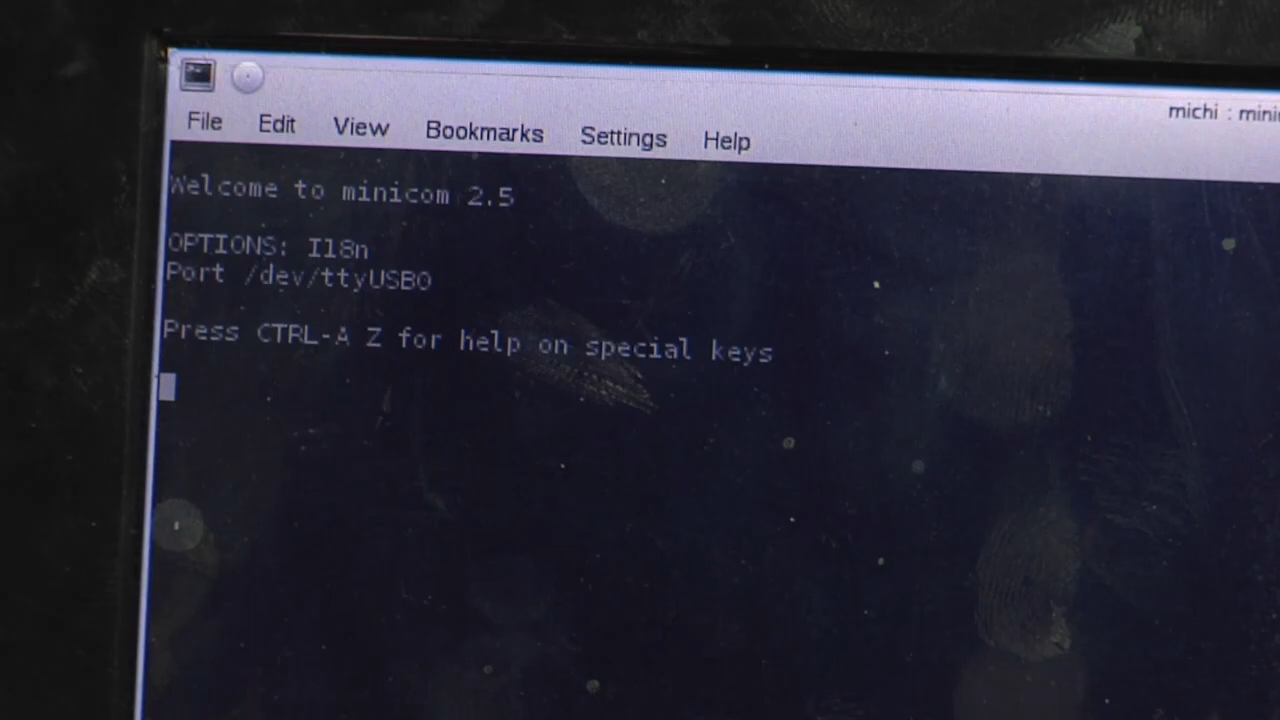 michi : mini
File Edit View Bookmarks Settings Help
Welcome to minicom 2.5
OPTIONS: I18n
Port /dev/ttyUSB0
Press CTRL-A Z for help on special keys